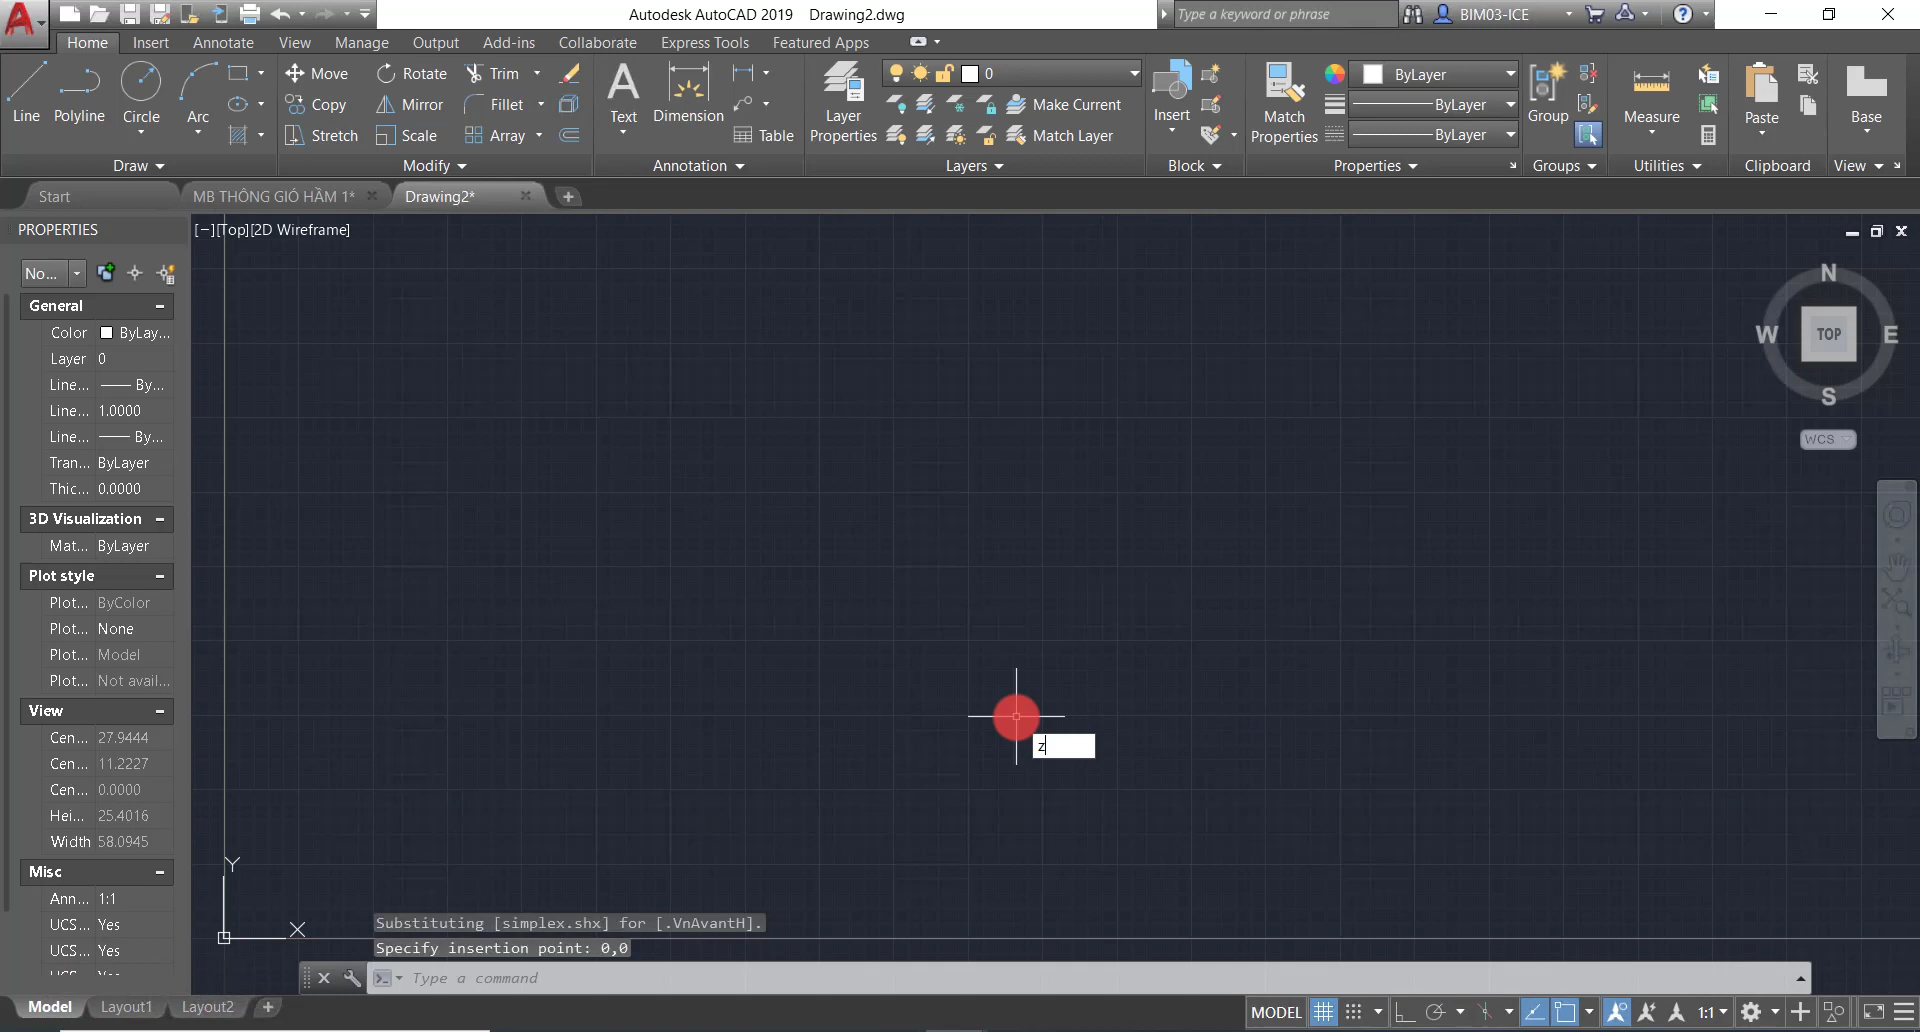 Autodesk AutoCAD 2019 Drawing2.dwg
Type a keyword or phrase
BIM03-ICE
Home Insert Annotate View Manage Output Add-ins Collaborate Express Tools Featured Apps
Line Polyline Circle Arc
Move Rotate Trim
Copy Mirror Fillet
Stretch Scale Array
Text Dimension Table
Layer Properties
0
Make Current
Match Layer
Insert
Match Properties
ByLayer
ByLayer
ByLayer
Group Measure Paste Base
Draw Modify Annotation Layers Block Properties Groups Utilities Clipboard View
Start MB THÔNG GIÓ HẦM 1* Drawing2*
PROPERTIES
[−][Top][2D Wireframe]
No...
General
Color ByLay...
Layer 0
Line... By...
Line... 1.0000
Line... By...
Tran... ByLayer
Thic... 0.0000
3D Visualization
Mat... ByLayer
Plot style
Plot... ByColor
Plot... None
Plot... Model
Plot... Not avail...
View
Cen... 27.9444
Cen... 11.2227
Cen... 0.0000
Hei... 25.4016
Width 58.0945
Misc
Ann... 1:1
UCS... Yes
UCS... Yes
N
W TOP E
S
WCS
z
Y
X
Substituting [simplex.shx] for [.VnAvantH].
Specify insertion point: 0,0
Type a command
Model Layout1 Layout2
MODEL 1:1